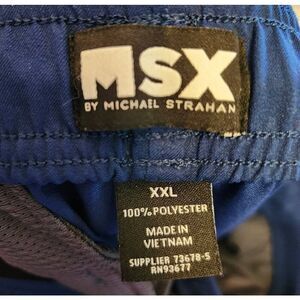 MSX
BY MICHAEL STRAHAN
XXL
100% POLYESTER
MADE IN
VIETNAM
SUPPLIER 73678-S
RN93677